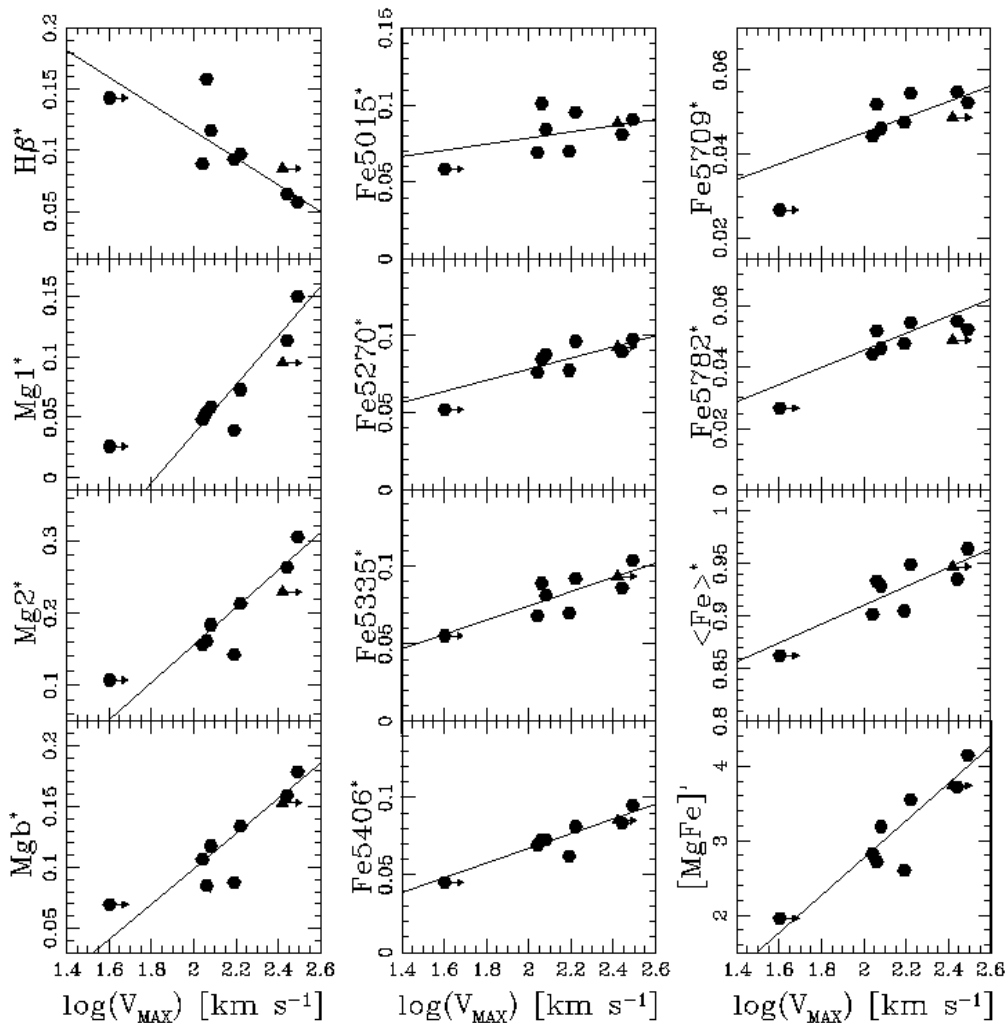 Hβ*
0.2
0.15
0.1
0.05
Fe5015*
0.15
0.1
0.05
0
Fe5709*
0.06
0.04
0.02
Mg1*
0.15
0.1
0.05
0
Fe5270*
0.1
0.05
0
Fe5782*
0.06
0.04
0.02
Mg2*
0.3
0.2
0.1
Fe5335*
0.1
0.05
0
<Fe>*
1
0.95
0.9
0.85
0.8
Mgb*
0.2
0.15
0.1
0.05
Fe5406*
0.1
0.05
0
[MgFe]'
4
3
2
1.4 1.6 1.8 2 2.2 2.4 2.6
1.4 1.6 1.8 2 2.2 2.4 2.6
1.4 1.6 1.8 2 2.2 2.4 2.6
log(V_MAX) [km s⁻¹]
log(V_MAX) [km s⁻¹]
log(V_MAX) [km s⁻¹]